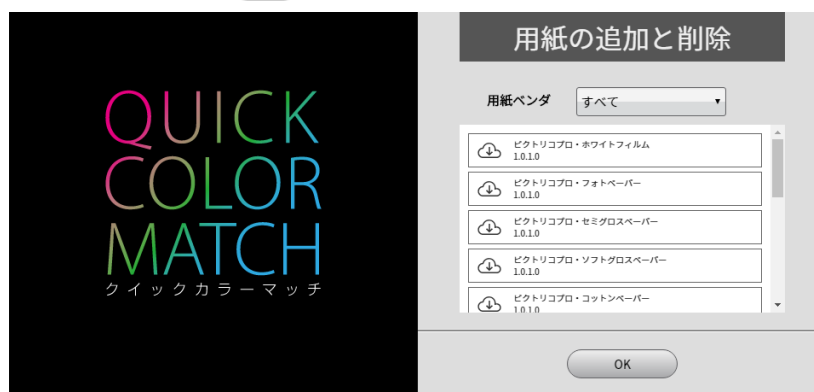 QUICK
COLOR
MATCH
クイックカラーマッチ
用紙の追加と削除
用紙ベンダ
すべて
ピクトリコプロ・ホワイトフィルム
1.0.1.0
ピクトリコプロ・フォトペーパー
1.0.1.0
ピクトリコプロ・セミグロスペーパー
1.0.1.0
ピクトリコプロ・ソフトグロスペーパー
1.0.1.0
ピクトリコプロ・コットンペーパー
1.0.1.0
OK